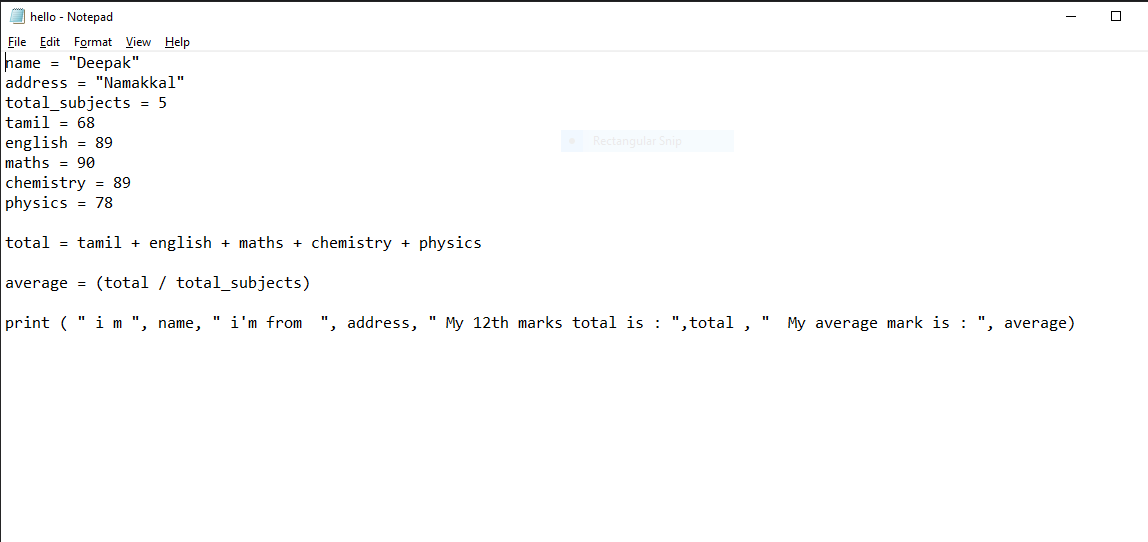 hello - Notepad
File Edit Format View Help
name = "Deepak"
address = "Namakkal"
total_subjects = 5
tamil = 68
english = 89
Rectangular Snip
maths = 90
chemistry = 89
physics = 78
total = tamil + english + maths + chemistry + physics
average = (total / total_subjects)
print ( " i m ", name, " i'm from  ", address, " My 12th marks total is : ",total , "  My average mark is : ", average)